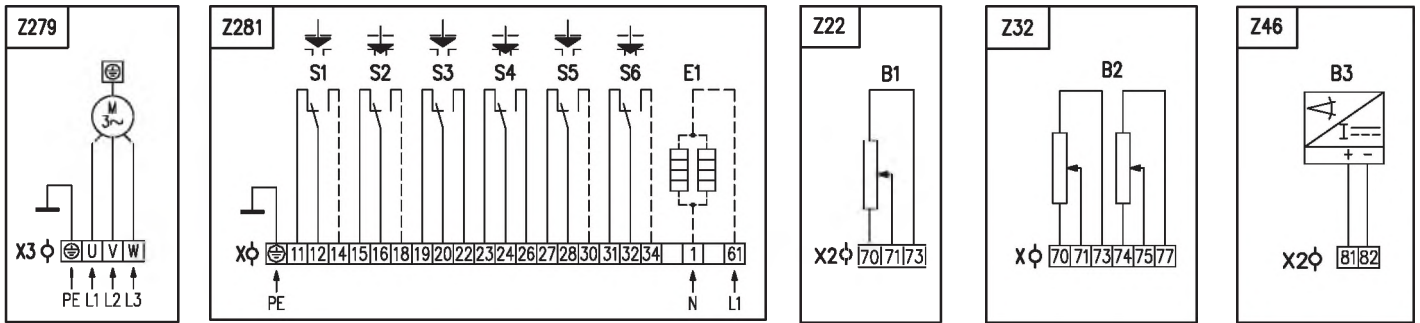 Z279
M
3~
X3 U V W
PE L1 L2 L3
Z281
S1 S2 S3 S4 S5 S6 E1
X 11 12 14 15 16 18 19 20 22 23 24 26 27 28 30 31 32 34 1 61
PE N L1
Z22
B1
X2 70 71 73
Z32
B2
X 70 71 73 74 75 77
Z46
B3
I
+ -
X2 81 82